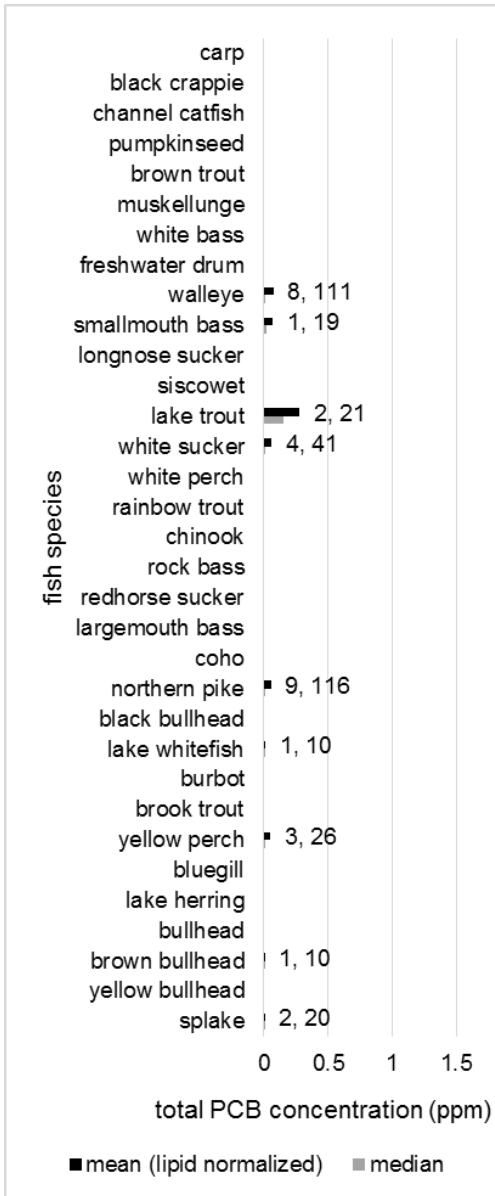 carp
black crappie
channel catfish
pumpkinseed
brown trout
muskellunge
white bass
freshwater drum
walleye 8, 111
smallmouth bass 1, 19
longnose sucker
siscowet
lake trout 2, 21
white sucker 4, 41
white perch
rainbow trout
chinook
rock bass
redhorse sucker
largemouth bass
coho
northern pike 9, 116
black bullhead
lake whitefish 1, 10
burbot
brook trout
yellow perch 3, 26
bluegill
lake herring
bullhead
brown bullhead 1, 10
yellow bullhead
splake 2, 20
fish species
0 0.5 1 1.5
total PCB concentration (ppm)
mean (lipid normalized) median